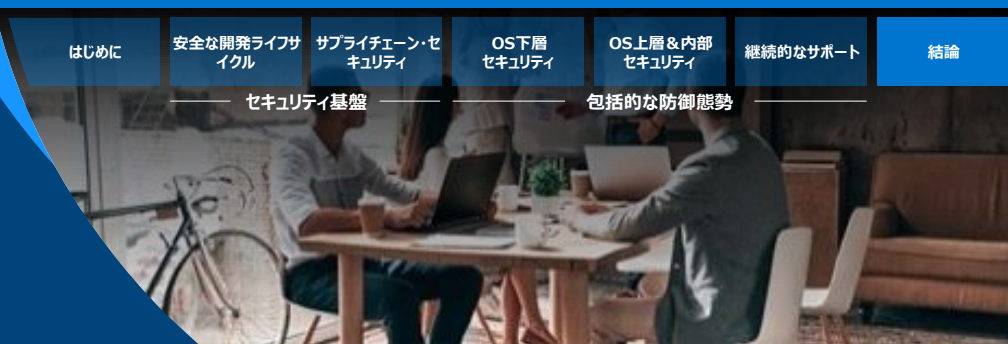 はじめに
安全な開発ライフサ
イクル
サプライチェーン・セ
キュリティ
OS下層
セキュリティ
OS上層＆内部
セキュリティ
継続的なサポート
結論
セキュリティ基盤
包括的な防御態勢